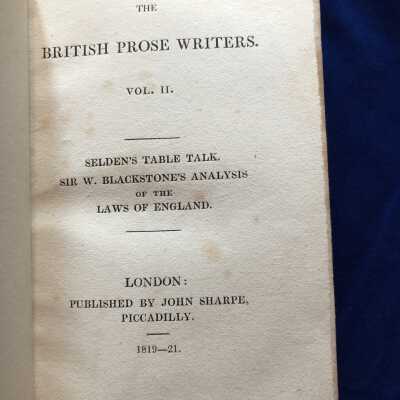 THE
BRITISH PROSE WRITERS.
VOL. II.
SELDEN'S TABLE TALK.
SIR W. BLACKSTONE'S ANALYSIS
OF THE
LAWS OF ENGLAND.
LONDON:
PUBLISHED BY JOHN SHARPE,
PICCADILLY.
1819—21.